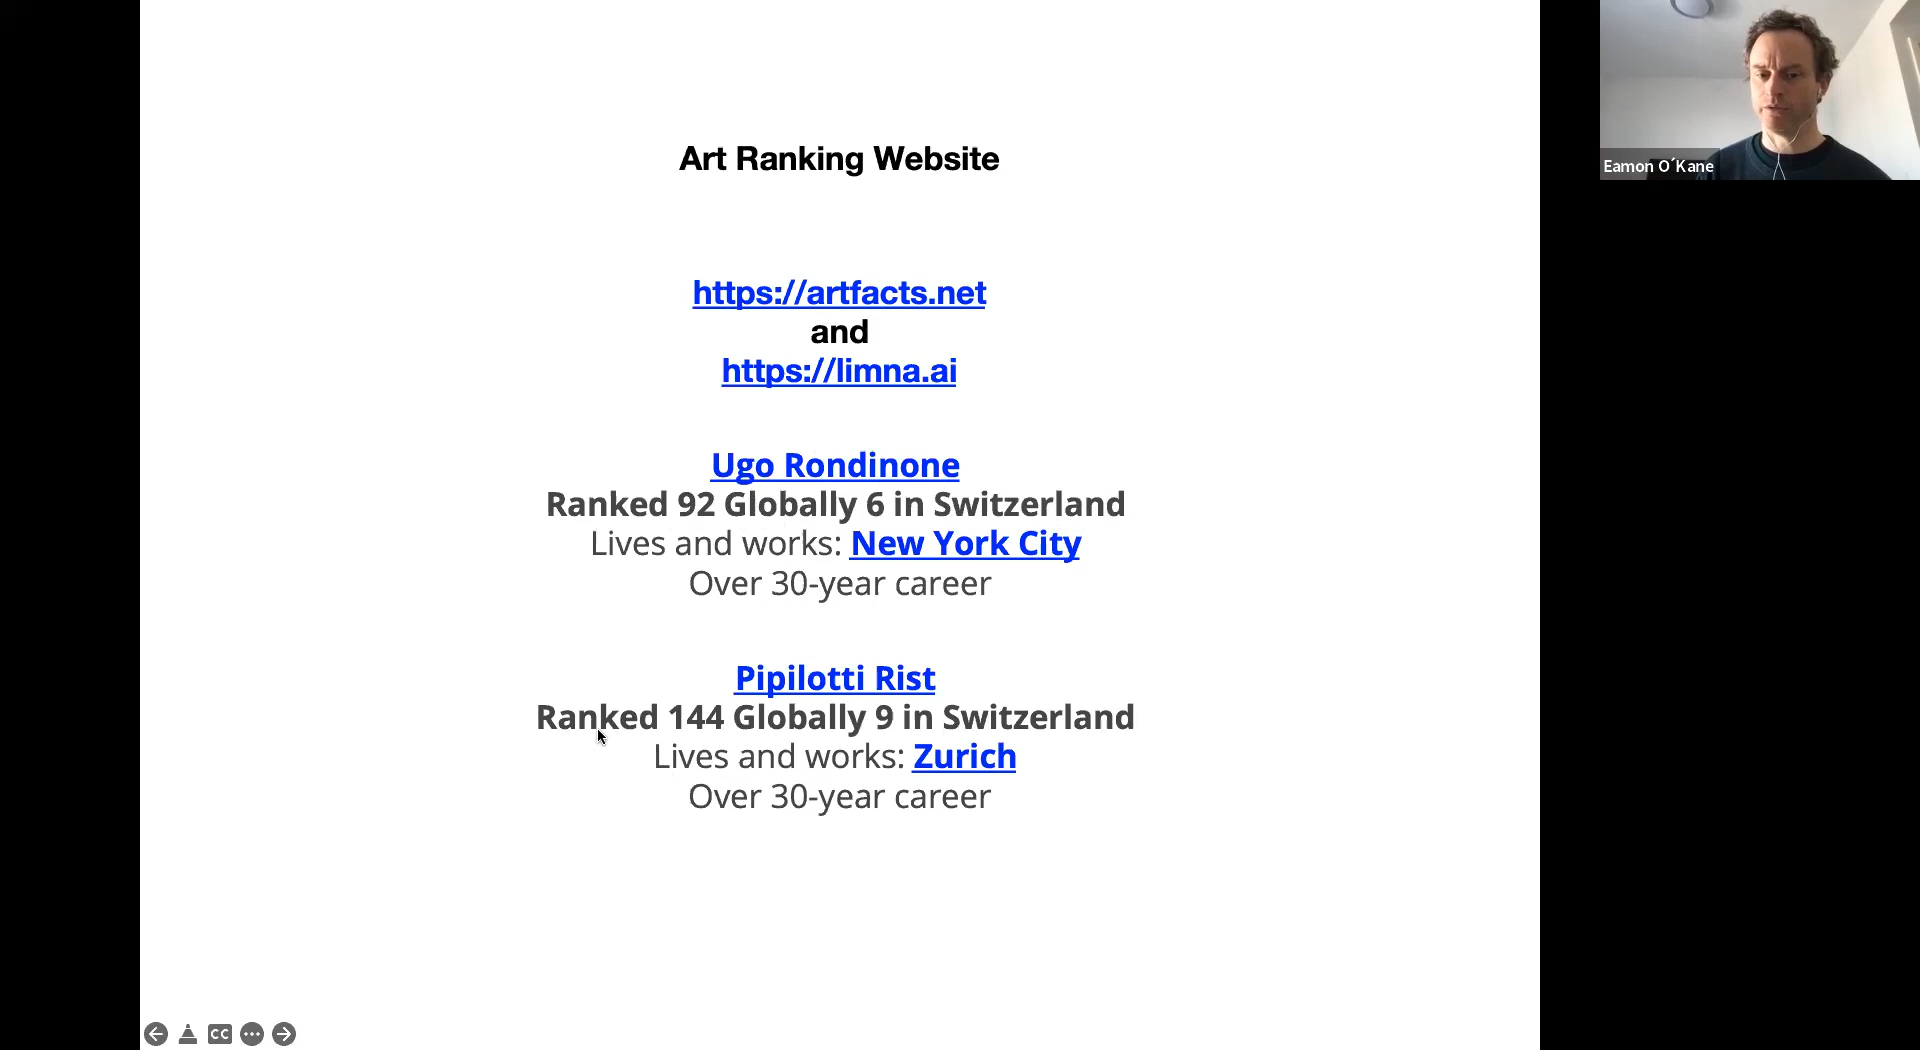 Art Ranking Website
https://artfacts.net
and
https://limna.ai
Ugo Rondinone
Ranked 92 Globally 6 in Switzerland
Lives and works: New York City
Over 30-year career
Pipilotti Rist
Ranked 144 Globally 9 in Switzerland
Lives and works: Zurich
Over 30-year career
Eamon O´Kane
CC